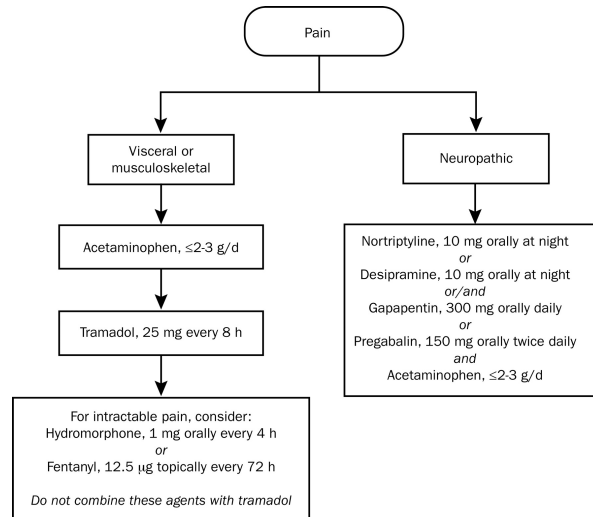 Pain
Visceral or
musculoskeletal
Acetaminophen, ≤2-3 g/d
Tramadol, 25 mg every 8 h
For intractable pain, consider:
Hydromorphone, 1 mg orally every 4 h
or
Fentanyl, 12.5 µg topically every 72 h
Do not combine these agents with tramadol
Neuropathic
Nortriptyline, 10 mg orally at night
or
Desipramine, 10 mg orally at night
or/and
Gapapentin, 300 mg orally daily
or
Pregabalin, 150 mg orally twice daily
and
Acetaminophen, ≤2-3 g/d